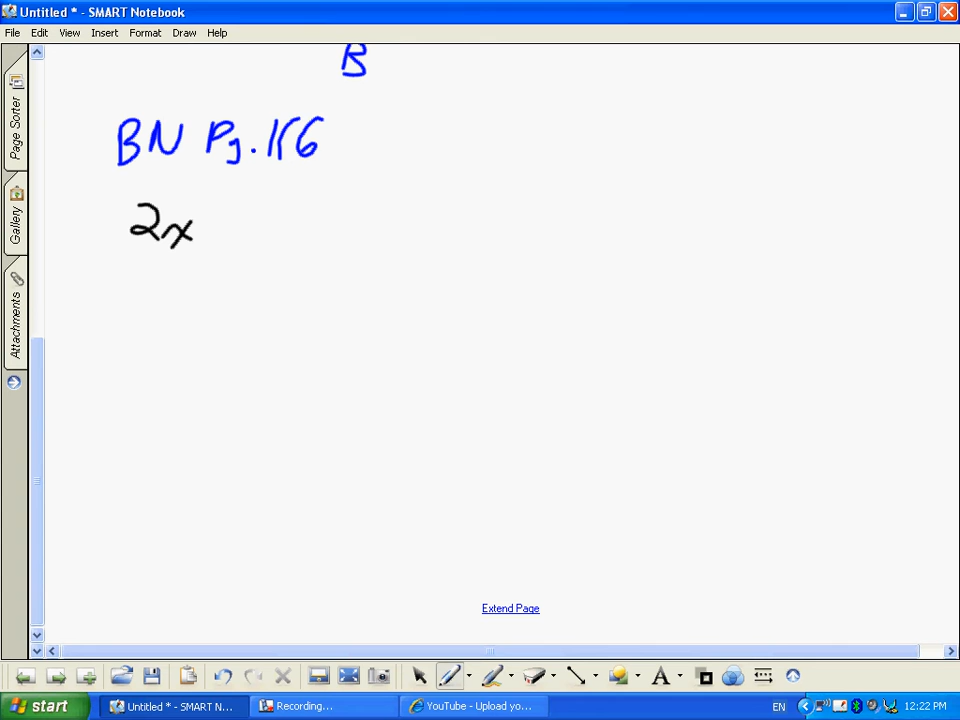 Untitled * - SMART Notebook
File Edit View Insert Format Draw Help
Page Sorter
Gallery
Attachments
B
BN Pg. 156
2x
Extend Page
start
Untitled * - SMART N...
Recording...
YouTube - Upload yo...
EN
12:22 PM